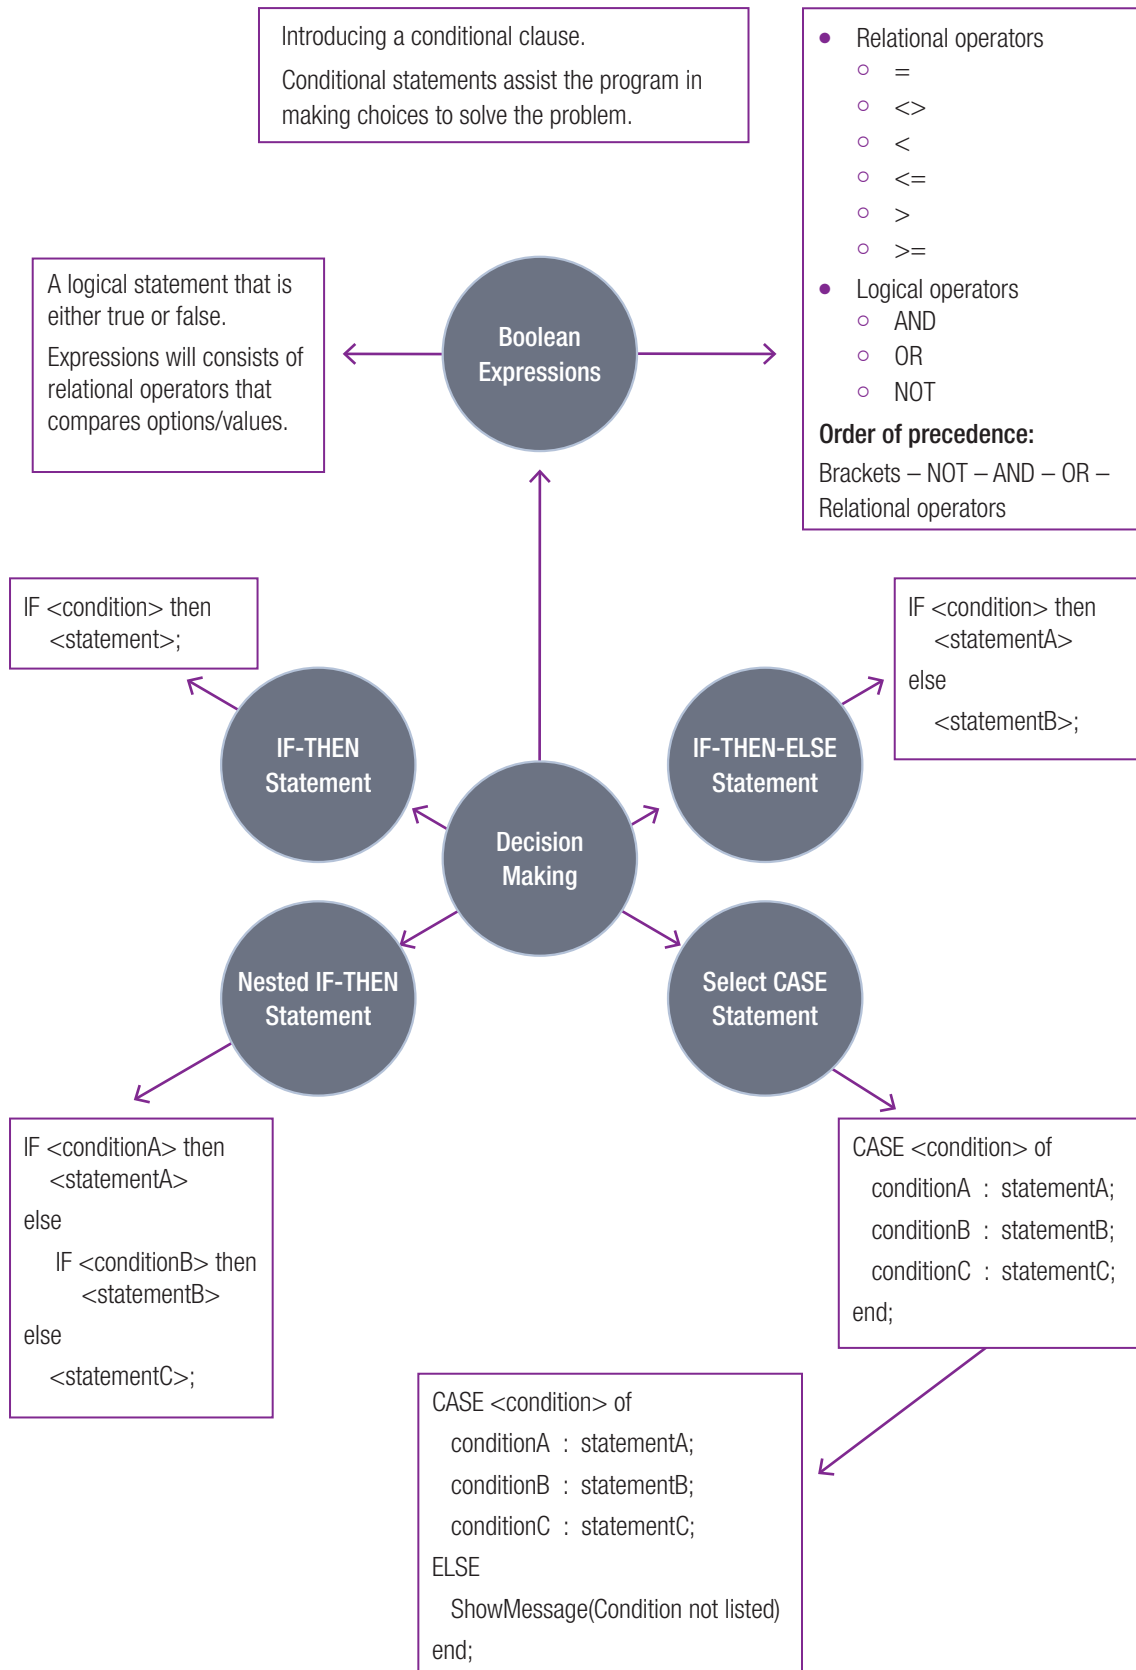 Introducing a conditional clause.
Conditional statements assist the program in
making choices to solve the problem.
• Relational operators
○ =
○ <>
○ <
○ <=
○ >
○ >=
• Logical operators
○ AND
○ OR
○ NOT
Order of precedence:
Brackets – NOT – AND – OR –
Relational operators
A logical statement that is
either true or false.
Expressions will consists of
relational operators that
compares options/values.
Boolean
Expressions
IF <condition> then
<statement>;
IF <condition> then
<statementA>
else
<statementB>;
IF-THEN
Statement
IF-THEN-ELSE
Statement
Decision
Making
Nested IF-THEN
Statement
Select CASE
Statement
IF <conditionA> then
<statementA>
else
IF <conditionB> then
<statementB>
else
<statementC>;
CASE <condition> of
conditionA : statementA;
conditionB : statementB;
conditionC : statementC;
end;
CASE <condition> of
conditionA : statementA;
conditionB : statementB;
conditionC : statementC;
ELSE
ShowMessage(Condition not listed)
end;